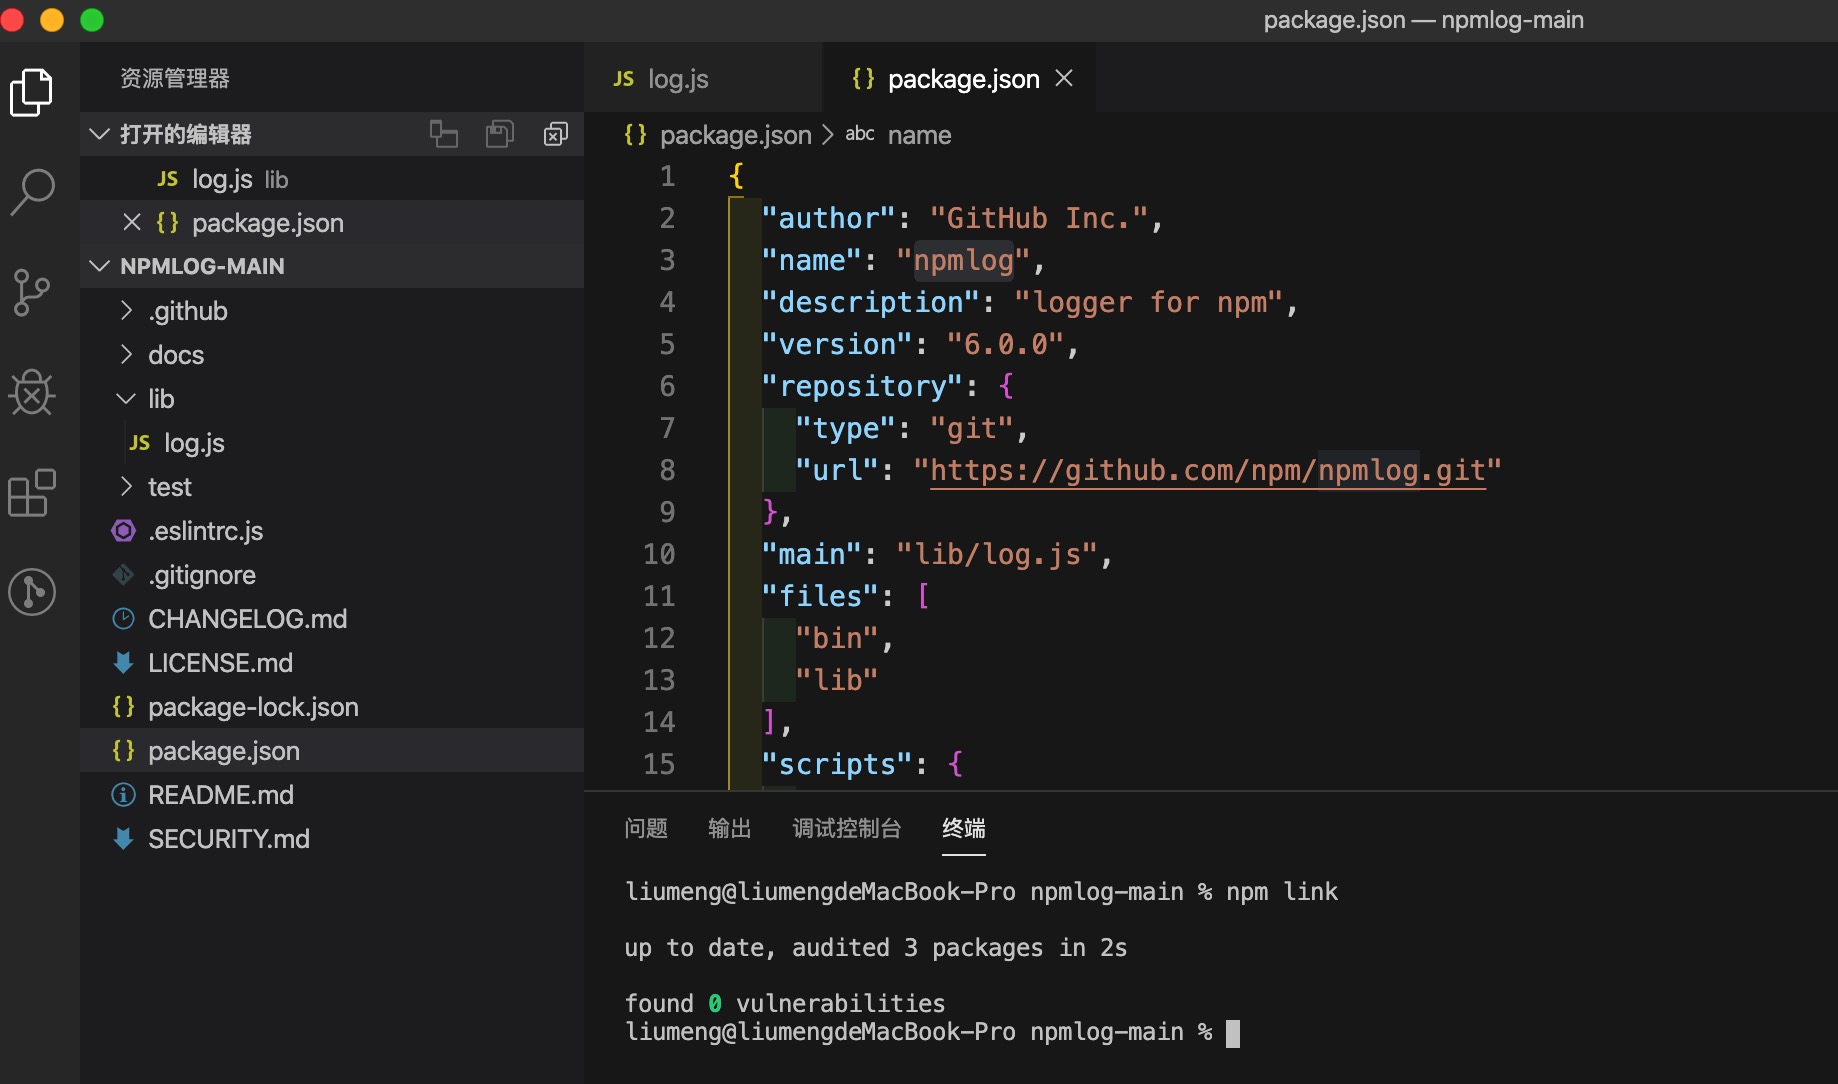 package.json — npmlog-main
资源管理器
打开的编辑器
JS log.js lib
{} package.json
NPMLOG-MAIN
.github
docs
lib
JS log.js
test
.eslintrc.js
.gitignore
CHANGELOG.md
LICENSE.md
{} package-lock.json
{} package.json
README.md
SECURITY.md
JS log.js
{} package.json
{} package.json > abc name
1 {
2 "author": "GitHub Inc.",
3 "name": "npmlog",
4 "description": "logger for npm",
5 "version": "6.0.0",
6 "repository": {
7 "type": "git",
8 "url": "https://github.com/npm/npmlog.git"
9 },
10 "main": "lib/log.js",
11 "files": [
12 "bin",
13 "lib"
14 ],
15 "scripts": {
问题 输出 调试控制台 终端
liumeng@liumengdeMacBook-Pro npmlog-main % npm link
up to date, audited 3 packages in 2s
found 0 vulnerabilities
liumeng@liumengdeMacBook-Pro npmlog-main %